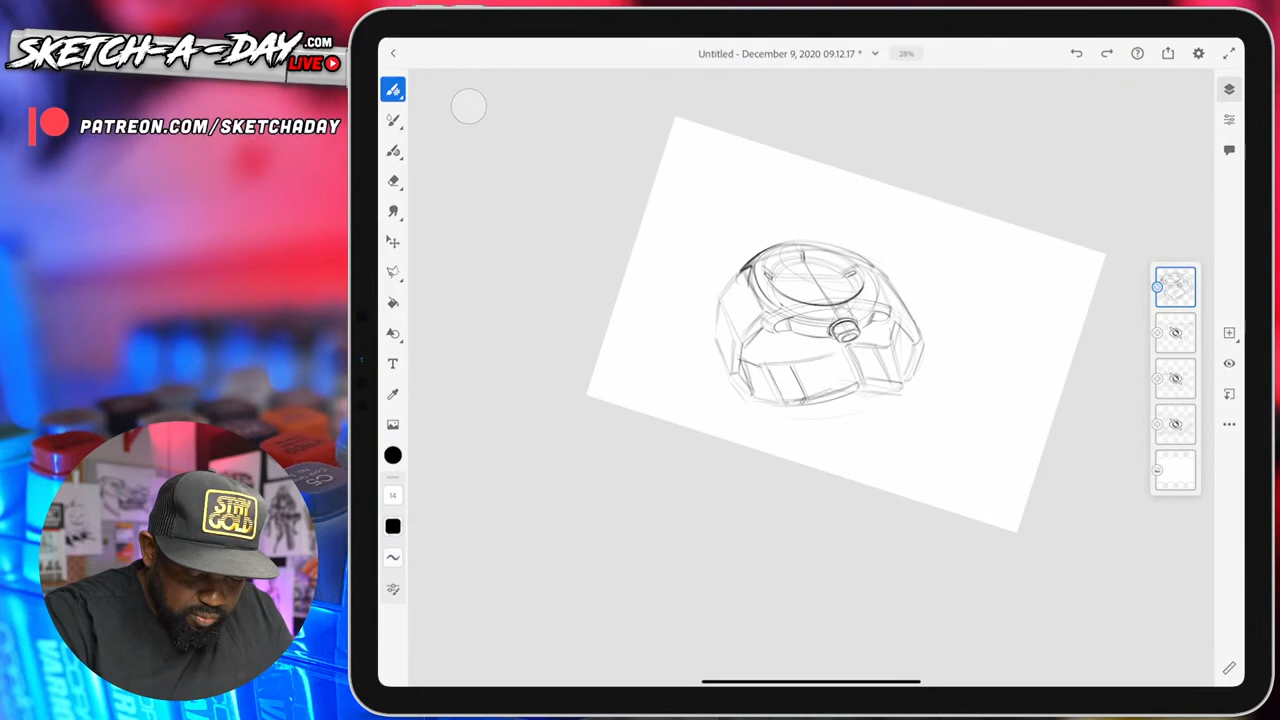 SKETCH-A-DAY.COM
LIVE
PATREON.COM/SKETCHADAY
Untitled - December 9, 2020 09.12.17 *
28%
T
14
STAY
GOLD